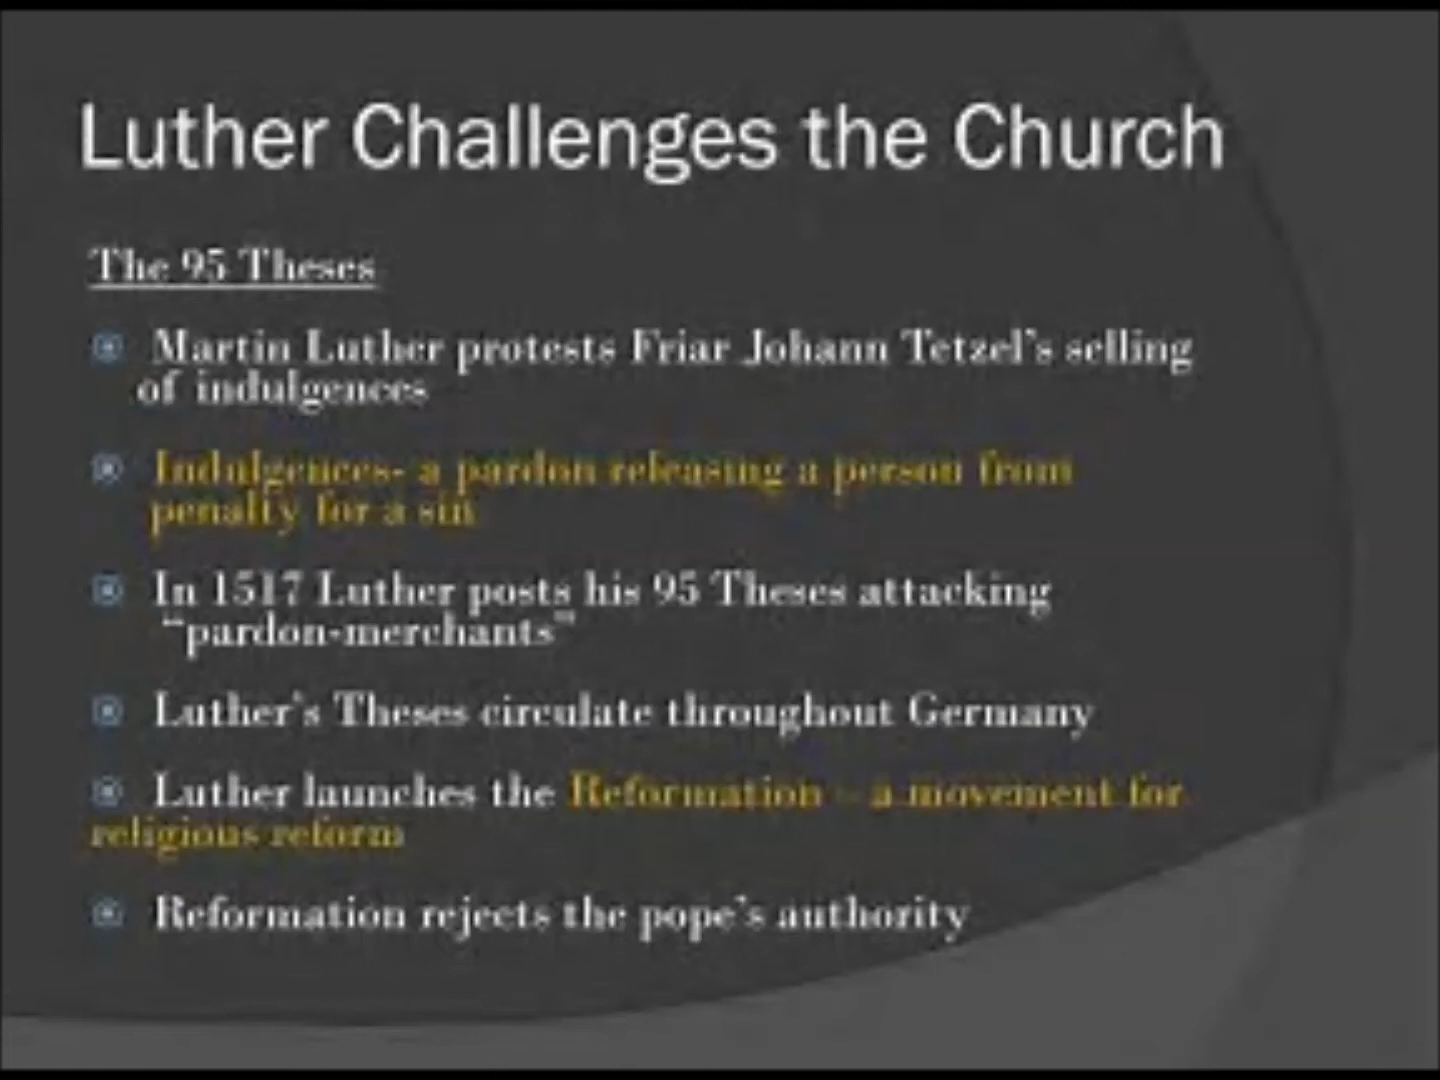 Luther Challenges the Church
The 95 Theses
Martin Luther protests Friar Johann Tetzel's selling
of indulgences
Indulgences- a pardon releasing a person from
penalty for a sin
In 1517 Luther posts his 95 Theses attacking
“pardon-merchants”
Luther's Theses circulate throughout Germany
Luther launches the Reformation – a movement for
religious reform
Reformation rejects the pope's authority